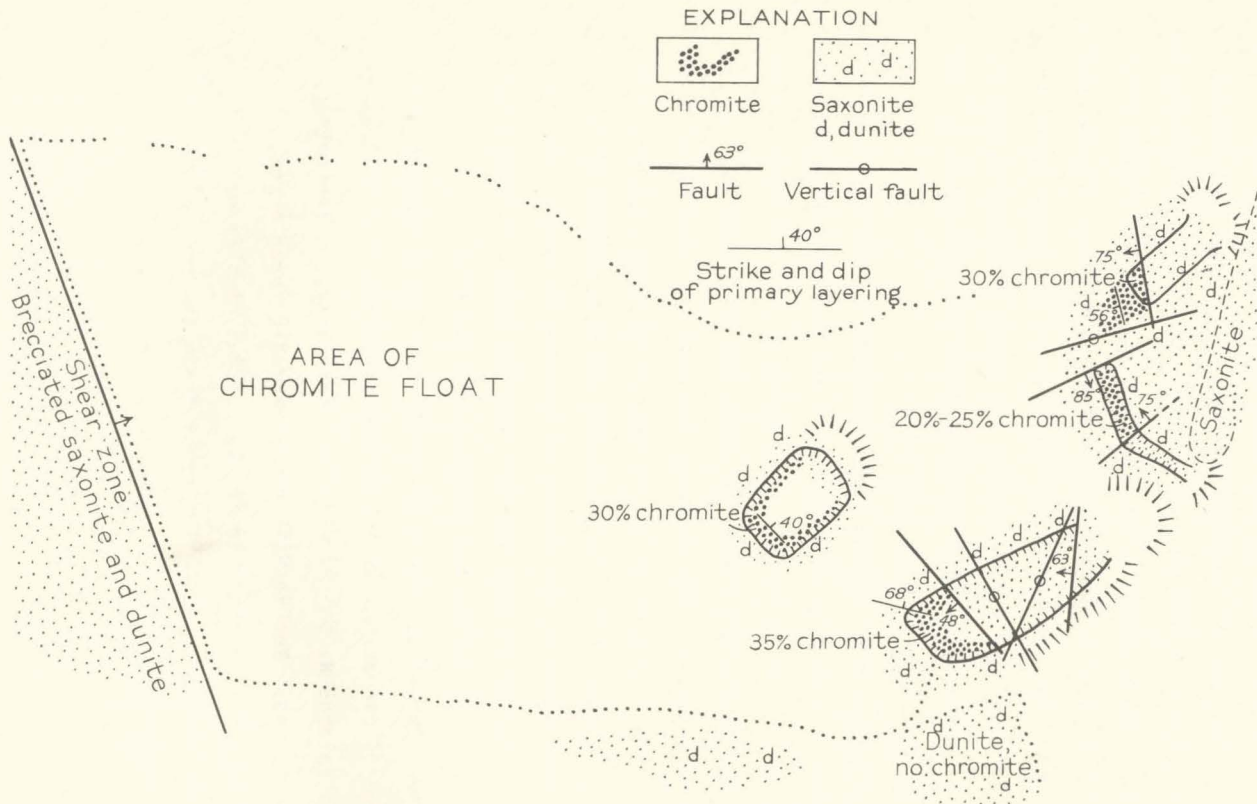 EXPLANATION
Chromite
Saxonite
d, dunite
d d
63°
Fault
Vertical fault
40°
Strike and dip
of primary layering
AREA OF
CHROMITE FLOAT
Shear zone
Brecciated saxonite and dunite
30% chromite
75°
56°
d
d
d
d
d
Saxonite
20%-25% chromite
85°
75°
d
d
d
30% chromite
40°
d
d
d
d
35% chromite
68°
48°
63°
d
d
d
d
d
d
d
d
d
Dunite,
no chromite
d
d
d
d
d